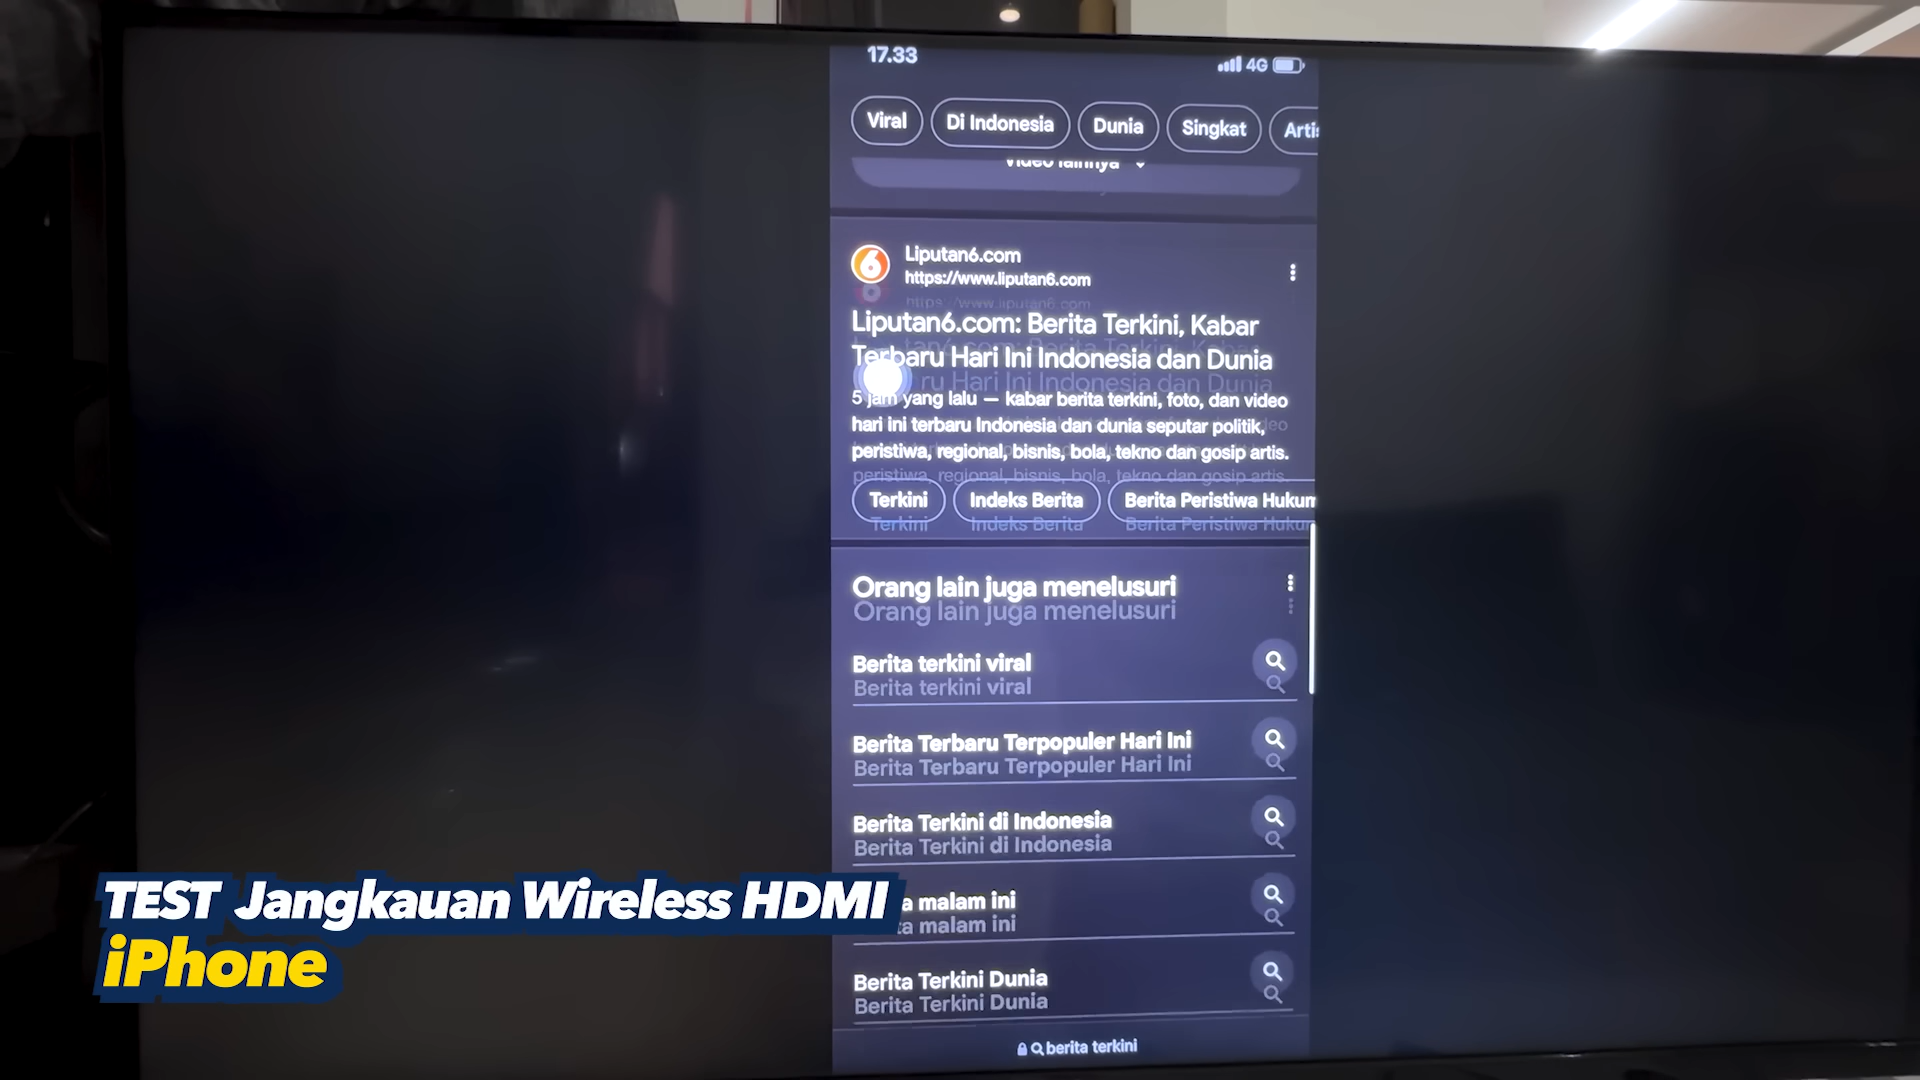 17.33
4G
Viral
Di Indonesia
Dunia
Singkat
Arti
Video lainnya
6
Liputan6.com
https://www.liputan6.com
Liputan6.com: Berita Terkini, Kabar
Terbaru Hari Ini Indonesia dan Dunia
5 jam yang lalu — kabar berita terkini, foto, dan video
hari ini terbaru Indonesia dan dunia seputar politik,
peristiwa, regional, bisnis, bola, tekno dan gosip artis.
Terkini
Indeks Berita
Berita Peristiwa Hukum
Orang lain juga menelusuri
Berita terkini viral
Berita Terbaru Terpopuler Hari Ini
Berita Terkini di Indonesia
a malam ini
Berita Terkini Dunia
berita terkini
TEST Jangkauan Wireless HDMI
iPhone